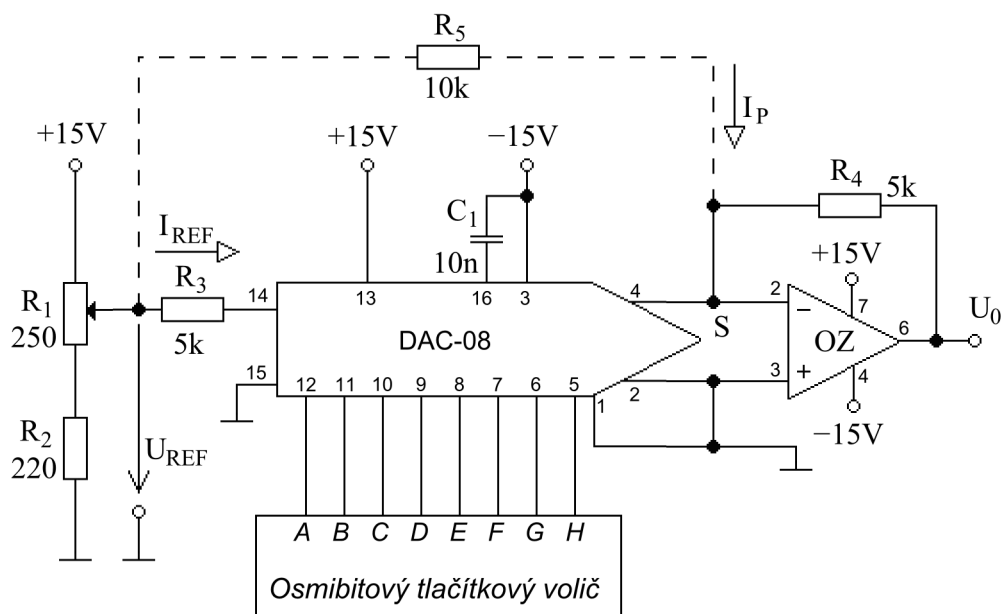 R5
10k
IP
+15V
+15V
−15V
R4
5k
C1
10n
IREF
+15V
R3
14
13
16
3
4
2
7
U0
R1
250
5k
DAC-08
S
−
OZ
6
15
12
11
10
9
8
7
6
5
1
2
3
+
4
−15V
R2
220
UREF
A B C D E F G H
Osmibitový tlačítkový volič